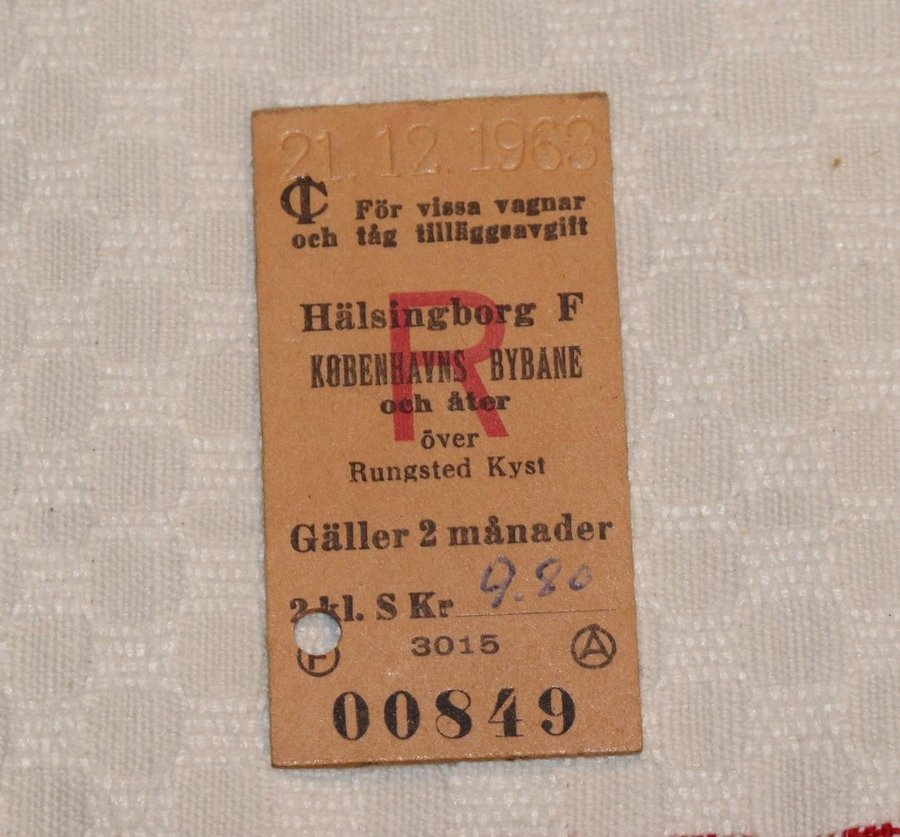 21.12.1963
För vissa vagnar
och tåg tilläggsavgift
R
Hälsingborg F
KØBENHAVNS BYBANE
och åter
över
Rungsted Kyst
Gäller 2 månader
2 kl. S Kr 9.80
3015
F A
00849